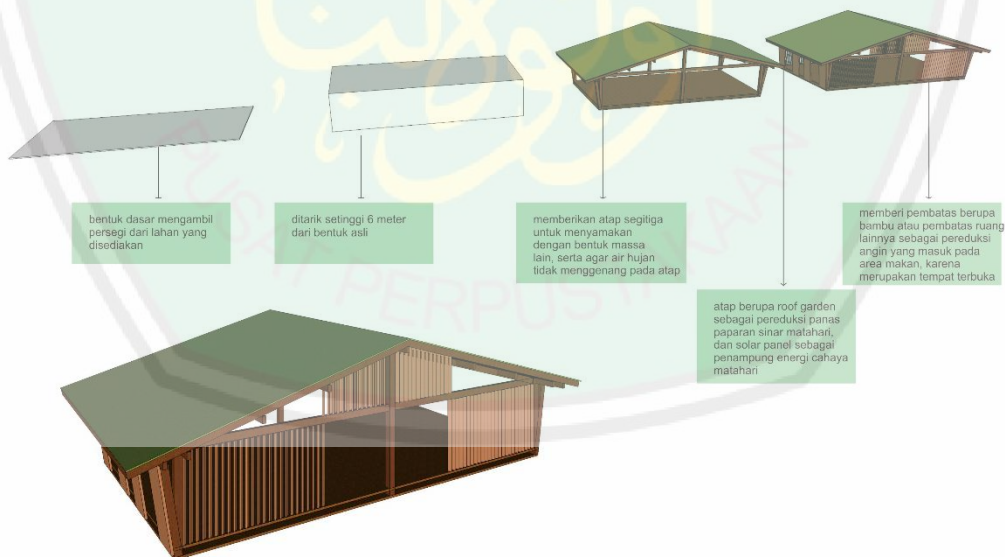 bentuk dasar mengambil
persegi dari lahan yang
disediakan
ditarik setinggi 6 meter
dari bentuk asli
memberikan atap segitiga
untuk menyamakan
dengan bentuk massa
lain, serta agar air hujan
tidak menggenang pada atap
atap berupa roof garden
sebagai pereduksi panas
paparan sinar matahari,
dan solar panel sebagai
penampung energi cahaya
matahari
memberi pembatas berupa
bambu atau pembatas ruang
lainnya sebagai pereduksi
angin yang masuk pada
area makan, karena
merupakan tempat terbuka
PUSAT PERPUSTAKAAN